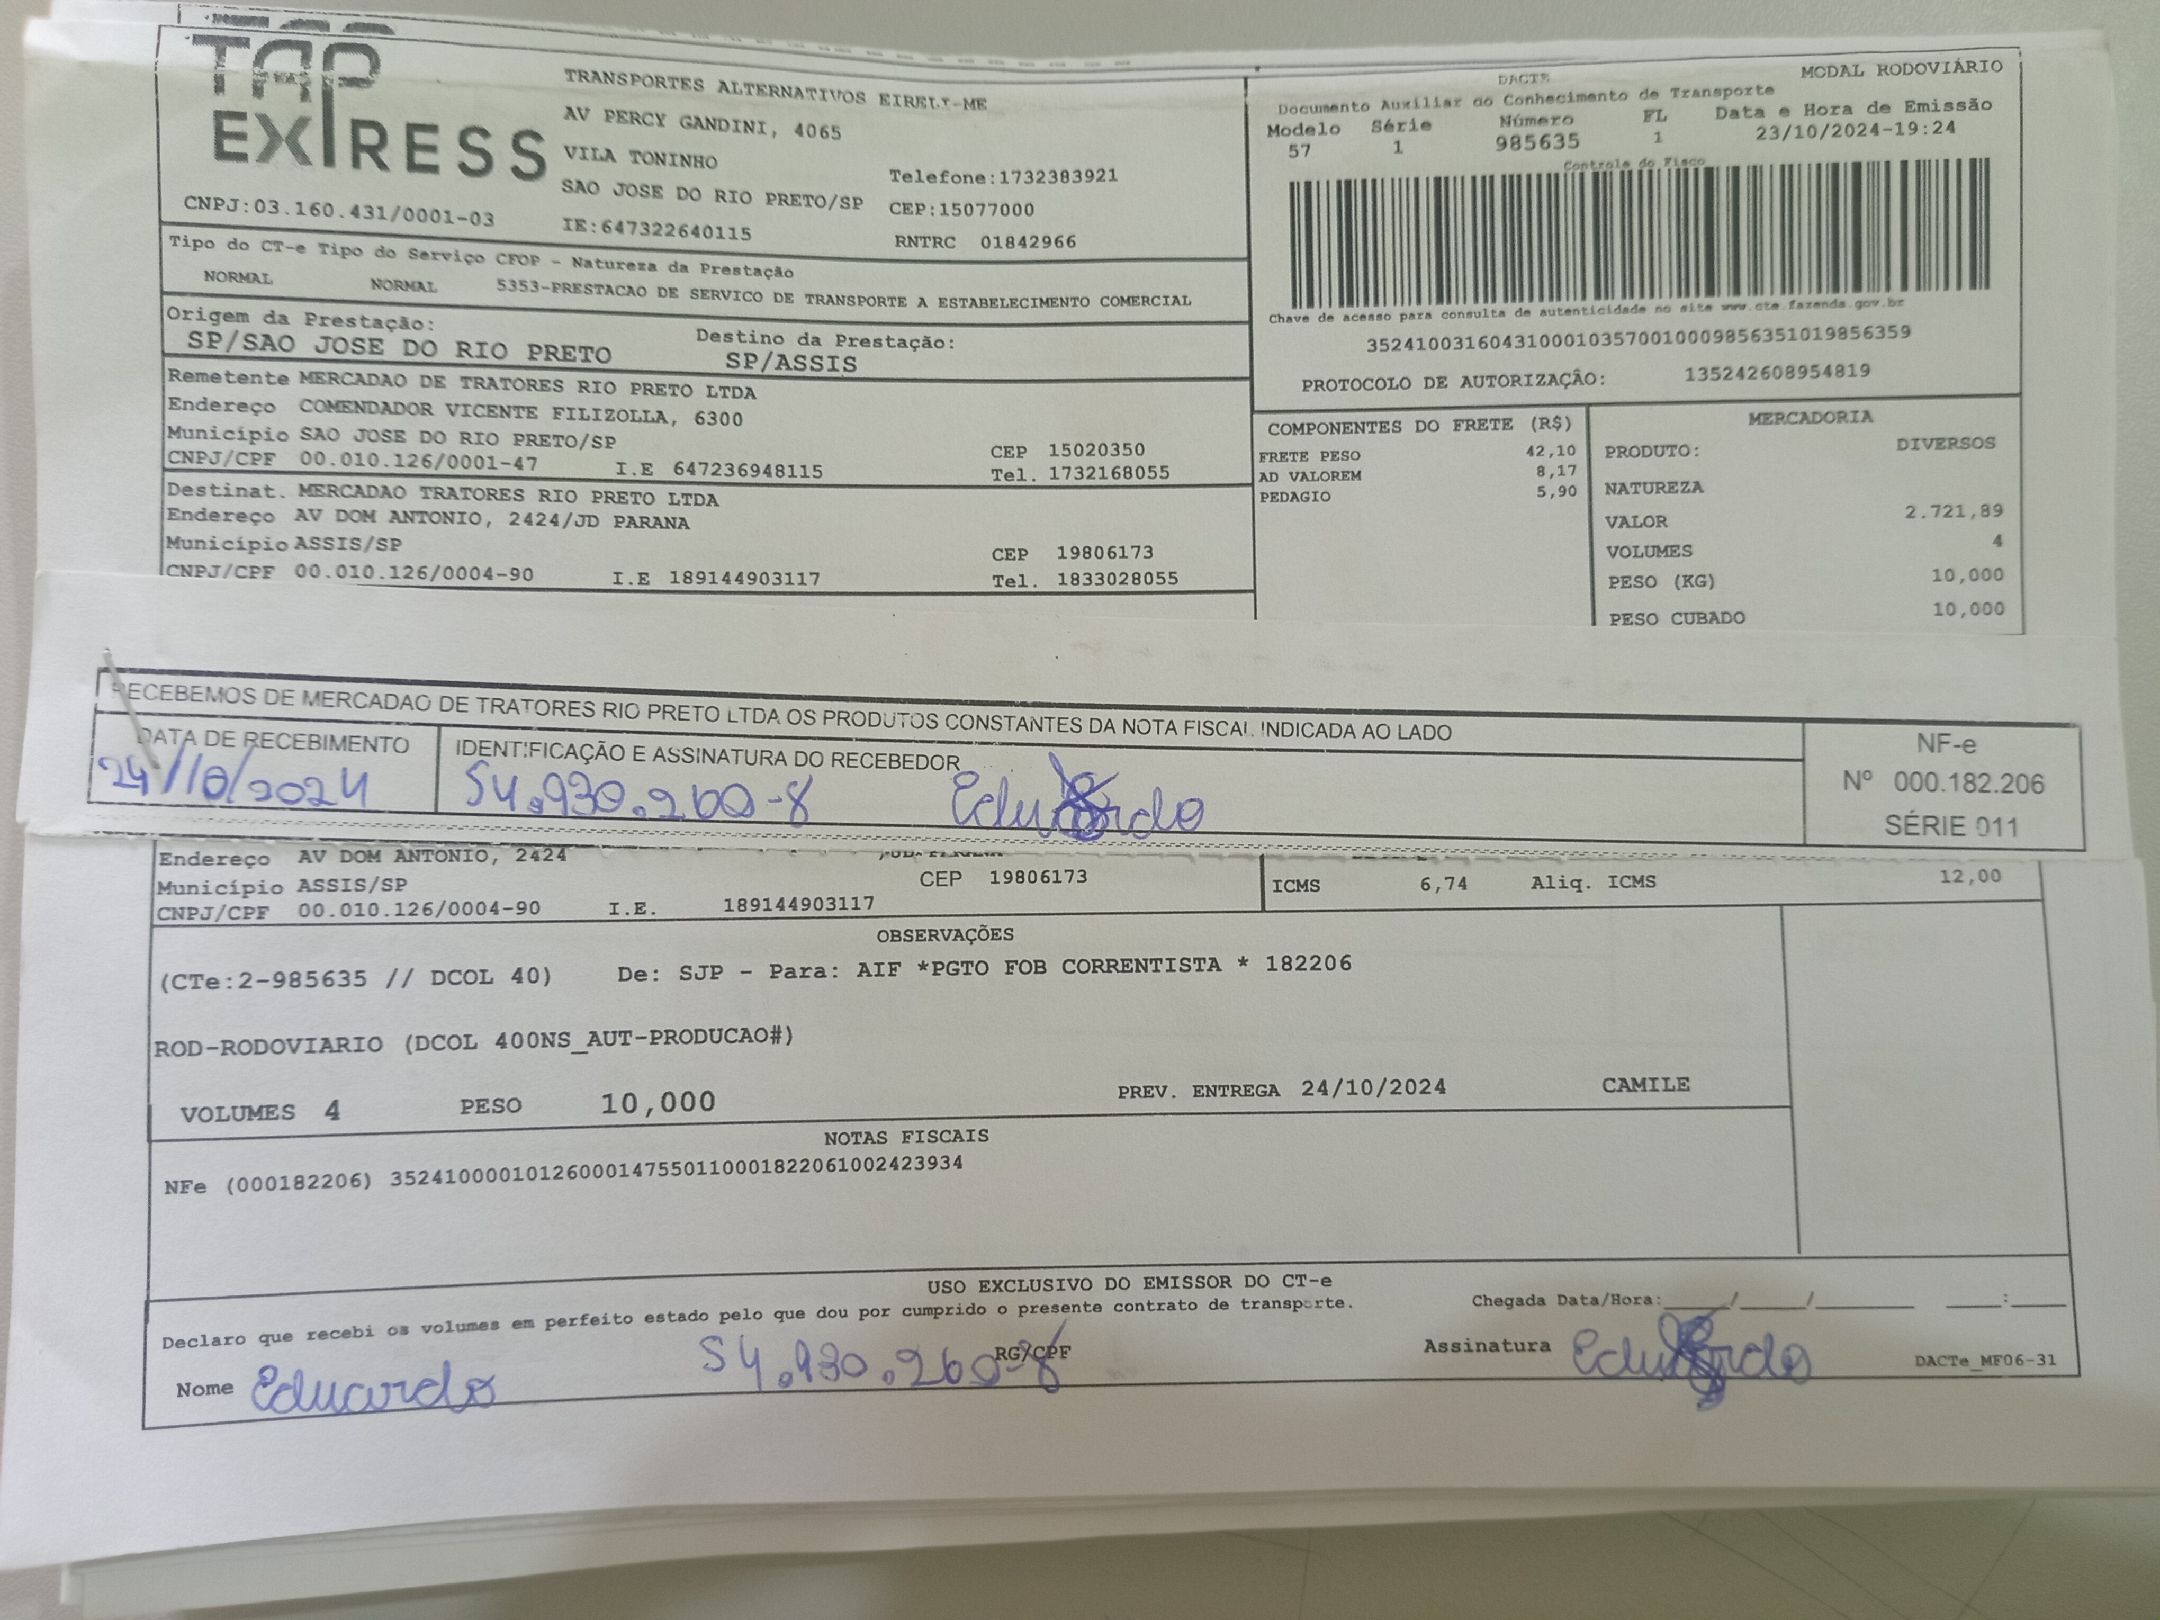 TAP
EXPRESS
CNPJ:03.160.431/0001-03
TRANSPORTES ALTERNATIVOS EIRELI-ME
AV PERCY GANDINI, 4065
VILA TONINHO
SAO JOSE DO RIO PRETO/SP
IE:647322640115
Telefone:1732383921
CEP:15077000
RNTRC 01842966
DACTE
MODAL RODOVIÁRIO
Documento Auxiliar do Conhecimento de Transporte
Modelo Série Número FL Data e Hora de Emissão
57 1 985635 1 23/10/2024-19:24
Controle do Fisco
Chave de acesso para consulta de autenticidade no site www.cte.fazenda.gov.br
35241003160431000103570010009856351019856359
PROTOCOLO DE AUTORIZAÇÂO: 135242608954819
Tipo do CT-e Tipo do Serviço CFOP - Natureza da Prestação
NORMAL NORMAL 5353-PRESTACAO DE SERVICO DE TRANSPORTE A ESTABELECIMENTO COMERCIAL
Origem da Prestação: Destino da Prestação:
SP/SAO JOSE DO RIO PRETO SP/ASSIS
Remetente MERCADAO DE TRATORES RIO PRETO LTDA
Endereço COMENDADOR VICENTE FILIZOLLA, 6300
Município SAO JOSE DO RIO PRETO/SP CEP 15020350
CNPJ/CPF 00.010.126/0001-47 I.E 647236948115 Tel. 1732168055
Destinat. MERCADAO TRATORES RIO PRETO LTDA
Endereço AV DOM ANTONIO, 2424/JD PARANA
Município ASSIS/SP CEP 19806173
CNPJ/CPF 00.010.126/0004-90 I.E 189144903117 Tel. 1833028055
COMPONENTES DO FRETE (R$)
FRETE PESO 42,10
AD VALOREM 8,17
PEDAGIO 5,90
MERCADORIA
PRODUTO: DIVERSOS
NATUREZA
VALOR 2.721,89
VOLUMES 4
PESO (KG) 10,000
PESO CUBADO 10,000
RECEBEMOS DE MERCADAO DE TRATORES RIO PRETO LTDA OS PRODUTOS CONSTANTES DA NOTA FISCAL INDICADA AO LADO
DATA DE RECEBIMENTO IDENTIFICAÇÃO E ASSINATURA DO RECEBEDOR
24/10/2024 54.930.260-8 Eduardo
NF-e
Nº 000.182.206
SÉRIE 011
Endereço AV DOM ANTONIO, 2424
Município ASSIS/SP CEP 19806173
CNPJ/CPF 00.010.126/0004-90 I.E. 189144903117
ICMS 6,74 Aliq. ICMS 12,00
OBSERVAÇÕES
(CTe:2-985635 // DCOL 40) De: SJP - Para: AIF *PGTO FOB CORRENTISTA * 182206
ROD-RODOVIARIO (DCOL 400NS_AUT-PRODUCAO#)
VOLUMES 4 PESO 10,000 PREV. ENTREGA 24/10/2024 CAMILE
NOTAS FISCAIS
NFe (000182206) 35241000010126000147550110001822061002423934
USO EXCLUSIVO DO EMISSOR DO CT-e
Declaro que recebi os volumes em perfeito estado pelo que dou por cumprido o presente contrato de transporte. Chegada Data/Hora:____/____/______ ____:____
Nome Eduardo 54.930.260-8 RG/CPF Assinatura Eduardo DACTe_MF06-31